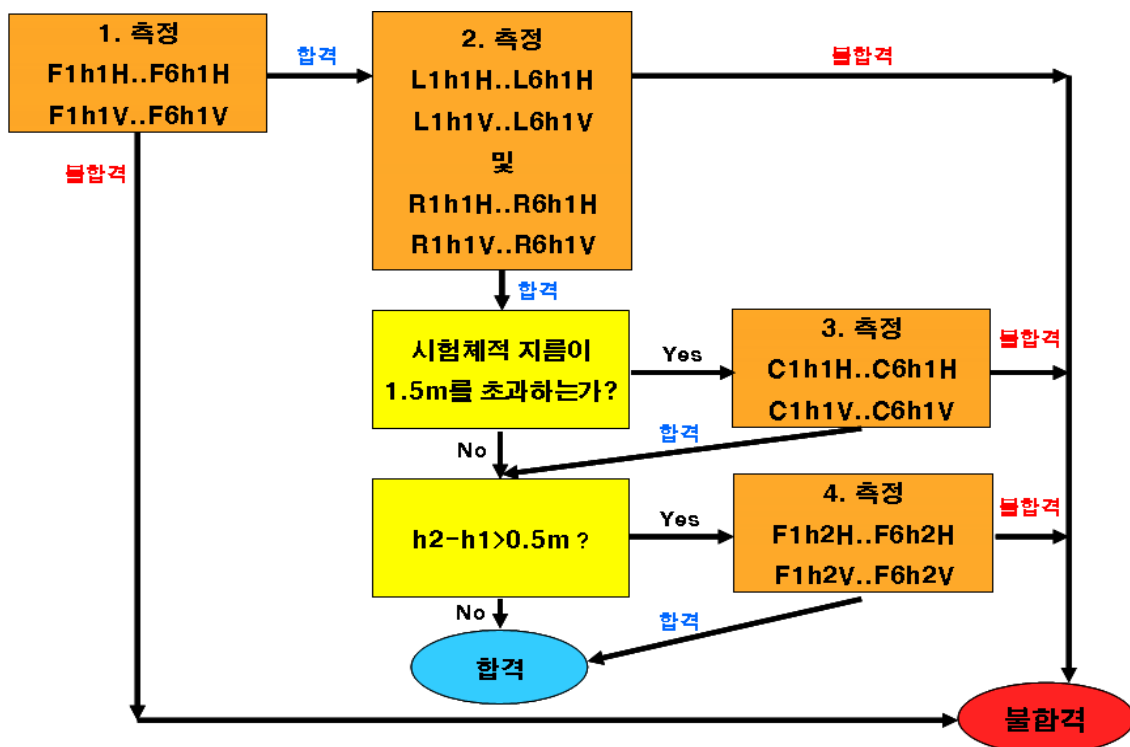 1. 측정
F1h1H..F6h1H
F1h1V..F6h1V
합격
불합격
2. 측정
L1h1H..L6h1H
L1h1V..L6h1V
및
R1h1H..R6h1H
R1h1V..R6h1V
불합격
합격
시험체적 지름이
1.5m를 초과하는가?
Yes
No
3. 측정
C1h1H..C6h1H
C1h1V..C6h1V
불합격
합격
h2-h1>0.5m ?
Yes
No
4. 측정
F1h2H..F6h2H
F1h2V..F6h2V
불합격
합격
합격
불합격